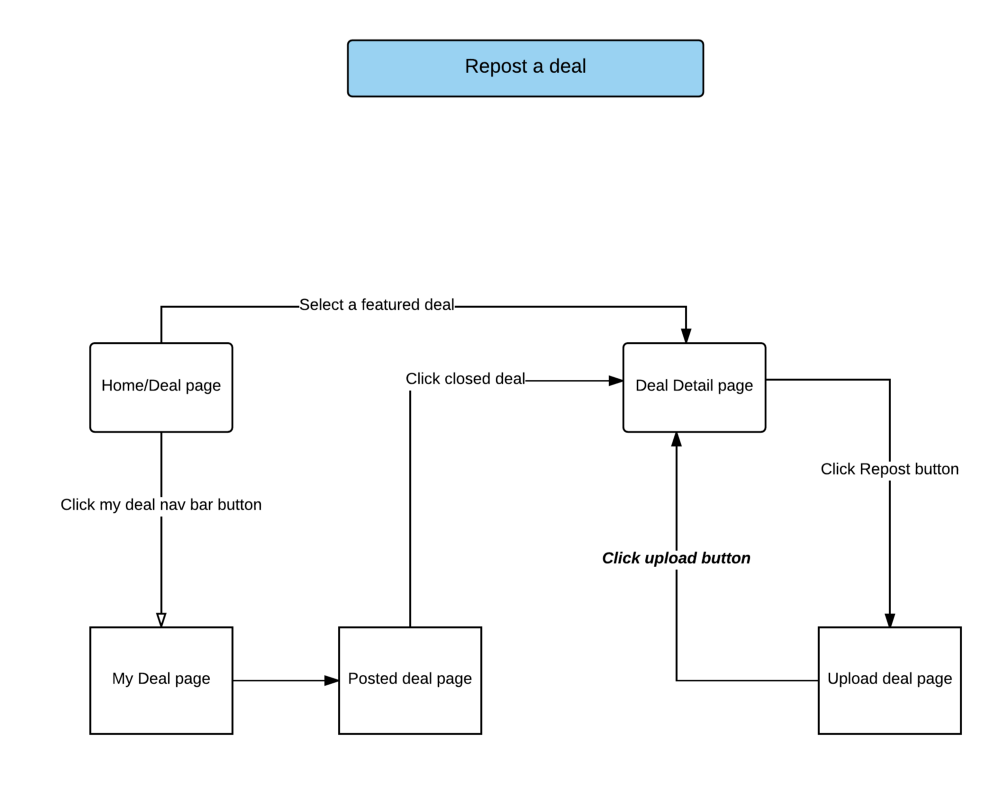 Repost a deal
Select a featured deal
Click closed deal
Home/Deal page
Deal Detail page
Click Repost button
Click my deal nav bar button
Click upload button
My Deal page
Posted deal page
Upload deal page